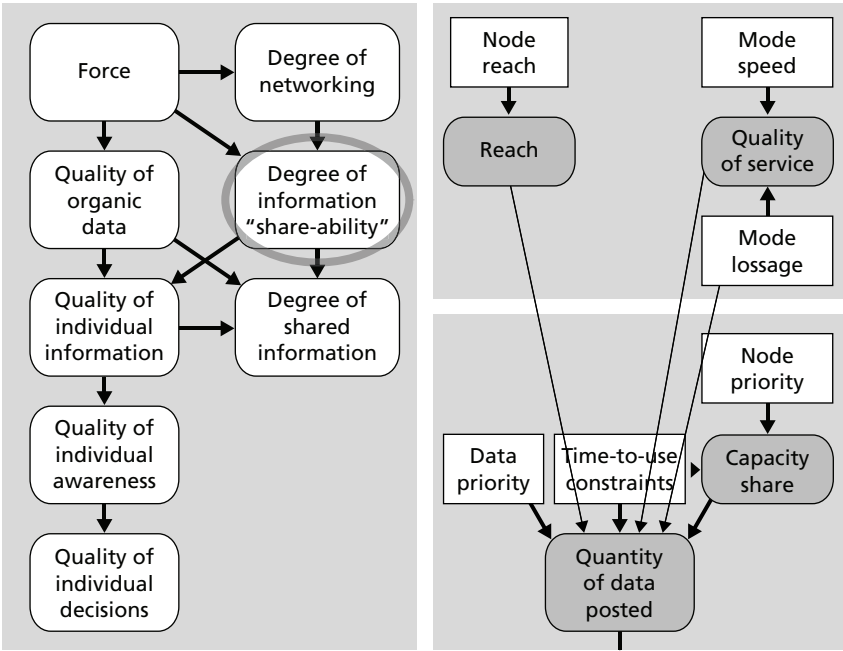 Force
Degree of
networking
Quality of
organic
data
Degree of
information
“share-ability”
Quality of
individual
information
Degree of
shared
information
Quality of
individual
awareness
Quality of
individual
decisions
Node
reach
Mode
speed
Reach
Quality
of service
Mode
lossage
Node
priority
Data
priority
Time-to-use
constraints
Capacity
share
Quantity
of data
posted